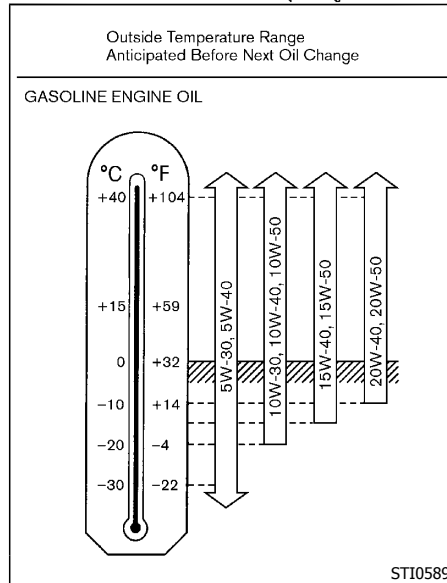 Outside Temperature Range
Anticipated Before Next Oil Change
GASOLINE ENGINE OIL
°C °F
+40 +104
+15 +59
0 +32
-10 +14
-20 -4
-30 -22
5W-30, 5W-40
10W-30, 10W-40, 10W-50
15W-40, 15W-50
20W-40, 20W-50
STI0589